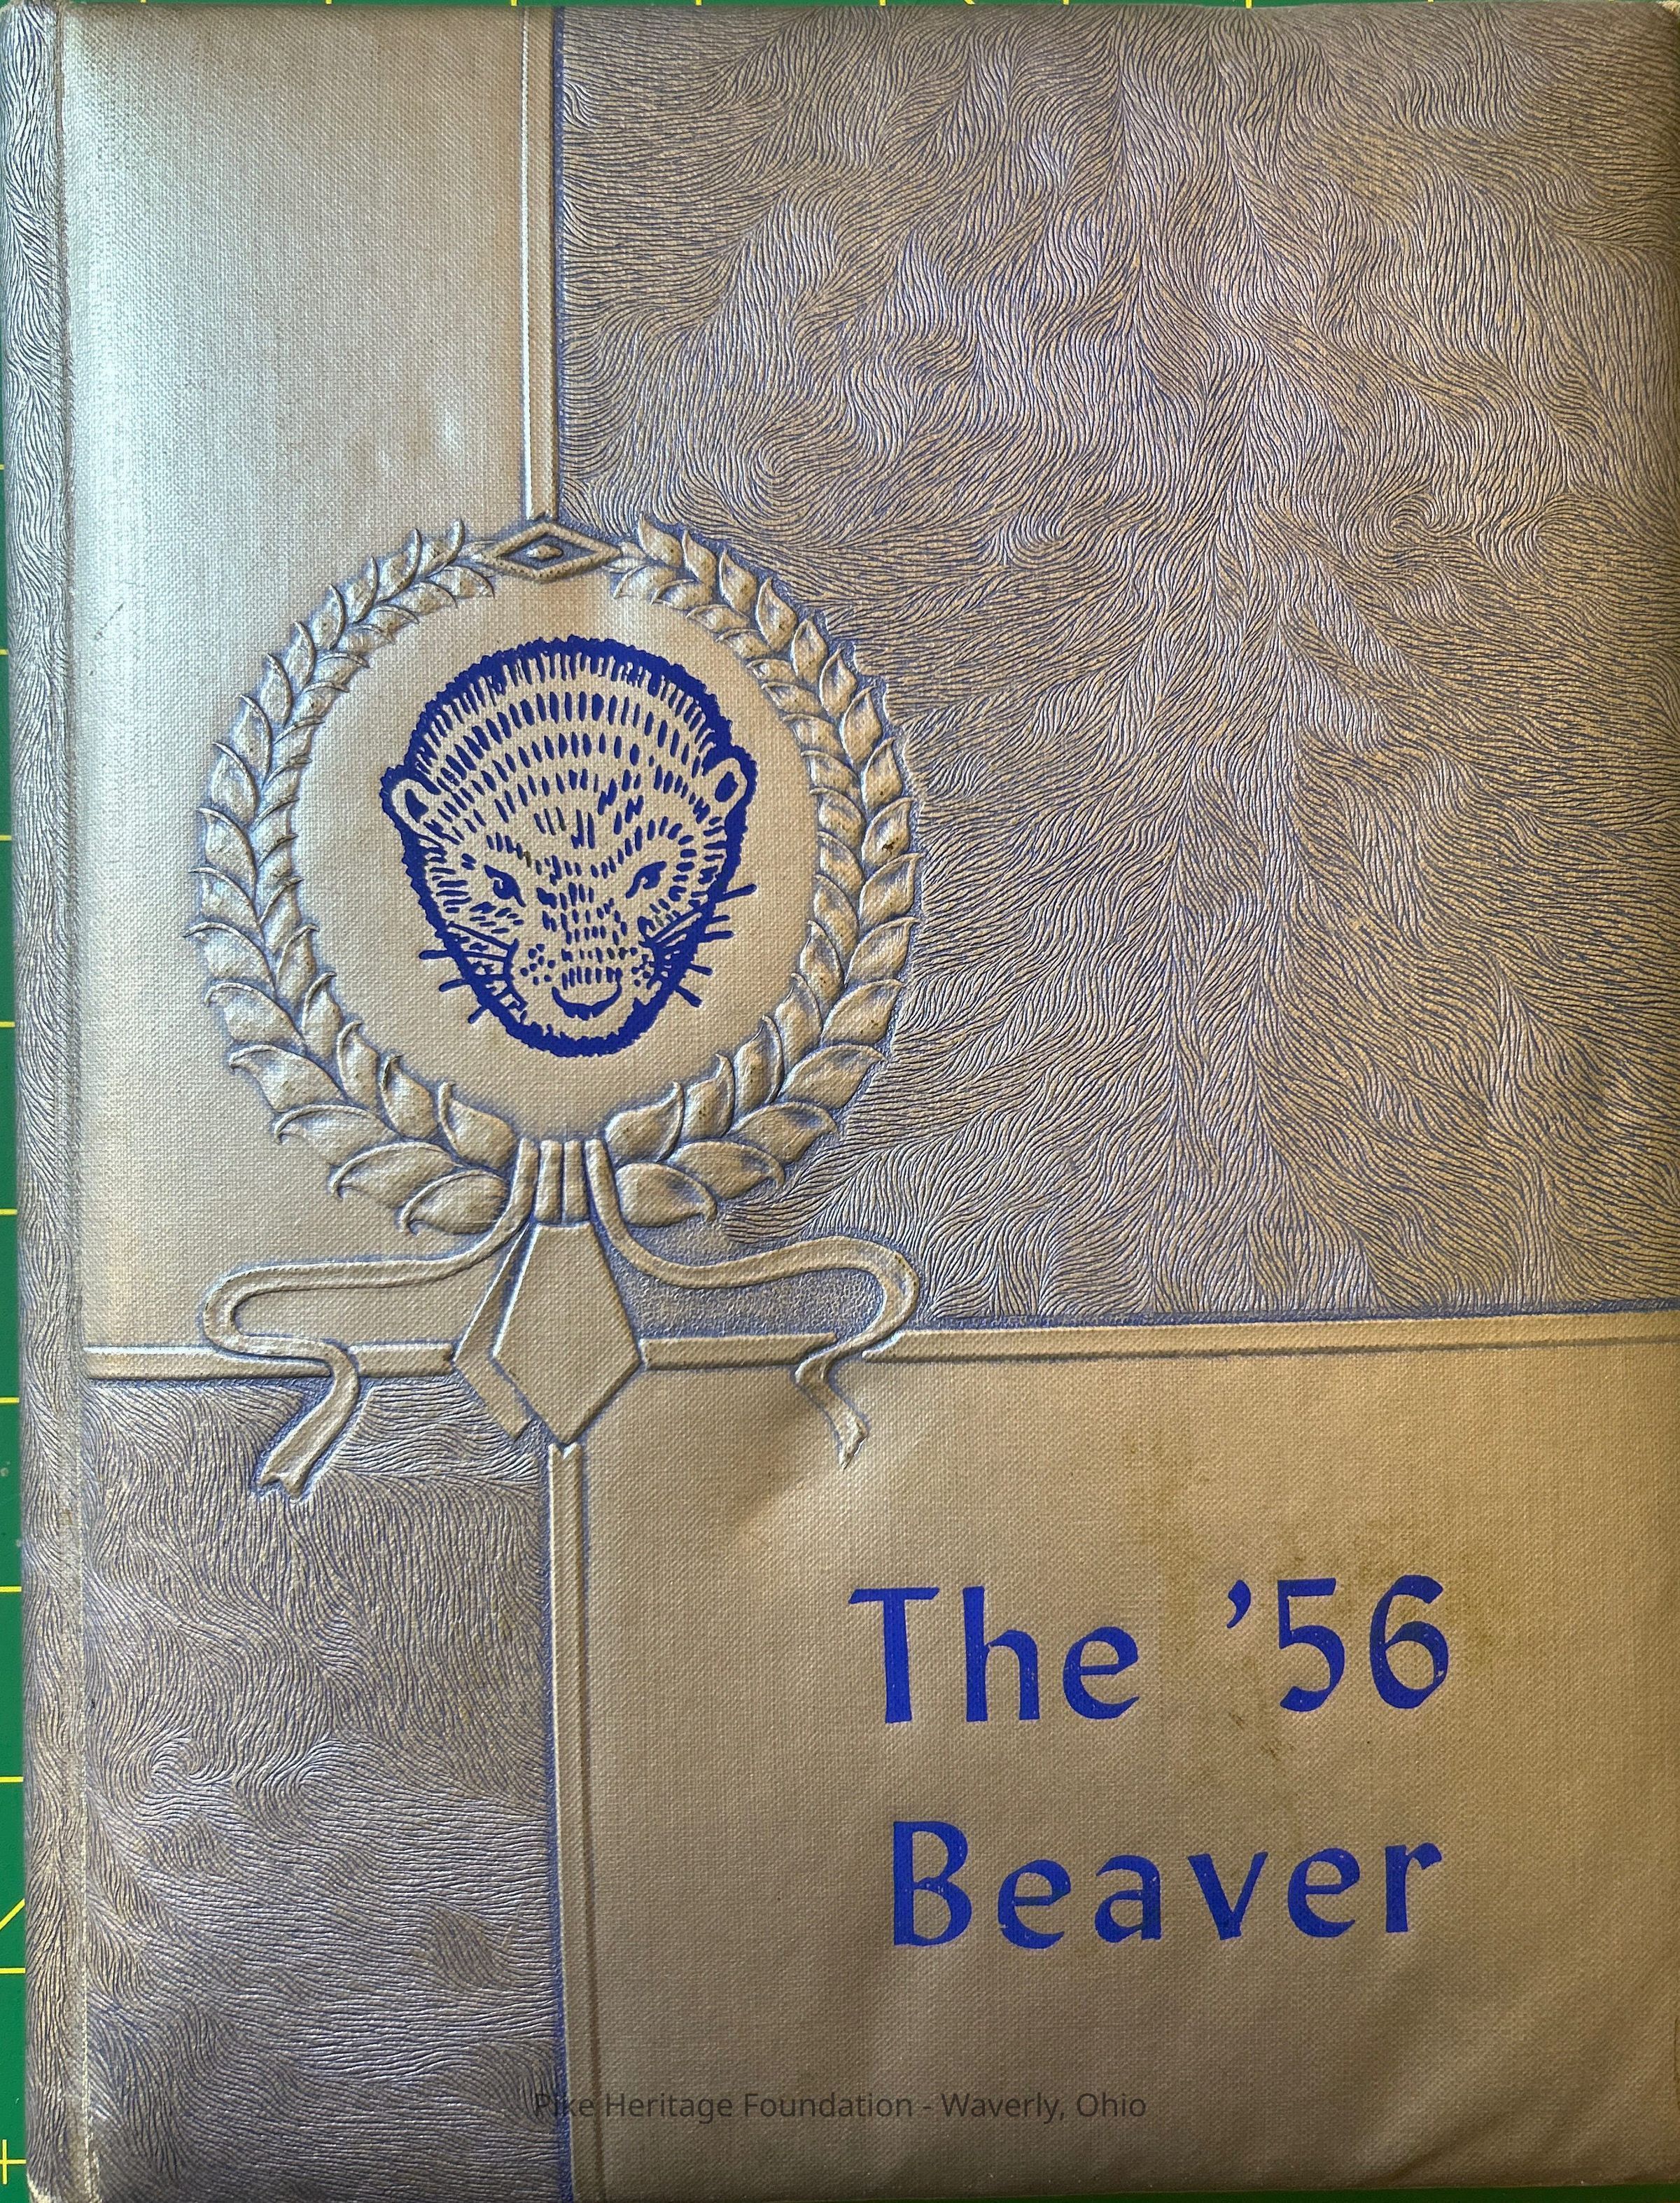 The '56
Beaver
Pike Heritage Foundation - Waverly, Ohio